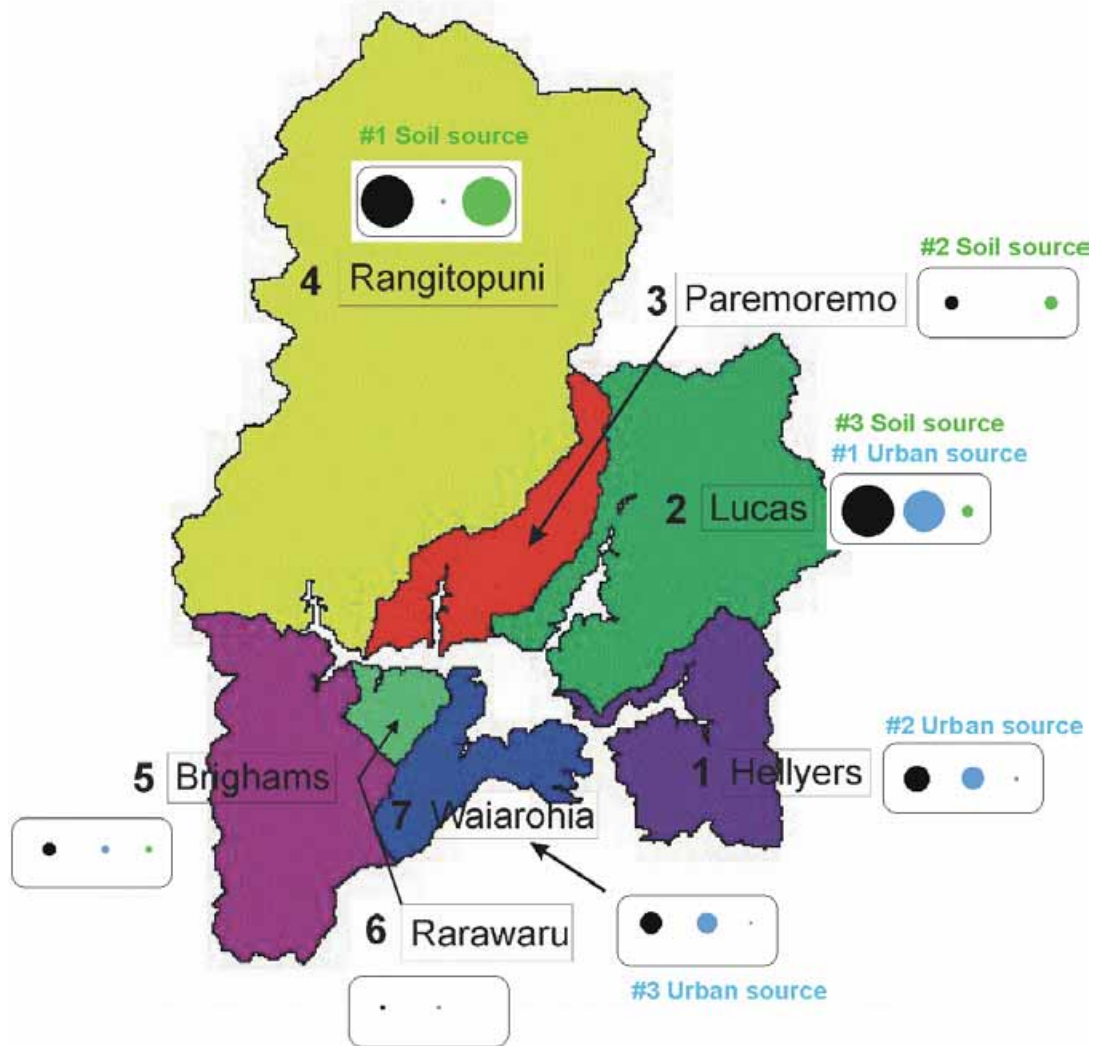 #1 Soil source
4 Rangitopuni
#2 Soil source
3 Paremoremo
#3 Soil source
#1 Urban source
2 Lucas
#2 Urban source
1 Hellyers
5 Brighams
7 Waiarohia
6 Rarawaru
#3 Urban source